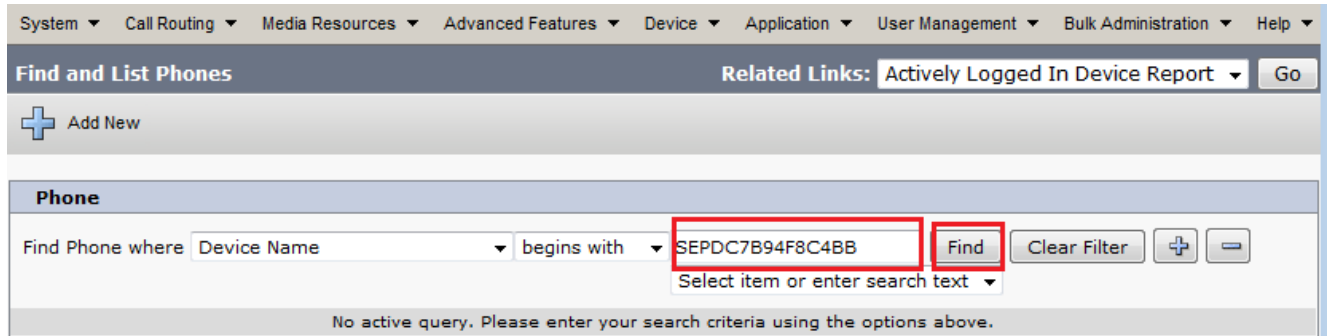 System Call Routing Media Resources Advanced Features Device Application User Management Bulk Administration Help
Find and List Phones Related Links: Actively Logged In Device Report Go
Add New
Phone
Find Phone where Device Name begins with SEPDC7B94F8C4BB Find Clear Filter
Select item or enter search text
No active query. Please enter your search criteria using the options above.